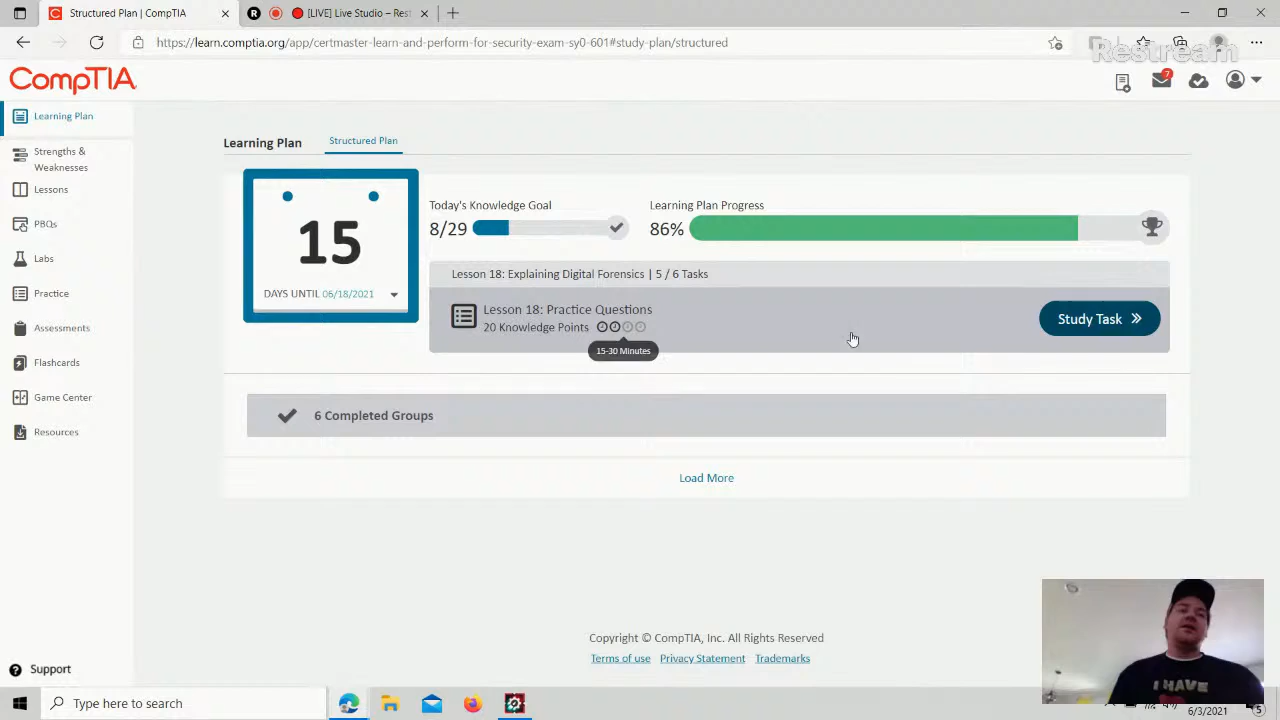 Structured Plan | CompTIA
[LIVE] Live Studio – Rest
https://learn.comptia.org/app/certmaster-learn-and-perform-for-security-exam-sy0-601#study-plan/structured
Restream
CompTIA
7
Learning Plan
Strengths &
Weaknesses
Lessons
PBQs
Labs
Practice
Assessments
Flashcards
Game Center
Resources
Support
Learning Plan
Structured Plan
15
DAYS UNTIL 06/18/2021
Today's Knowledge Goal
8/29
Learning Plan Progress
86%
Lesson 18: Explaining Digital Forensics | 5 / 6 Tasks
Lesson 18: Practice Questions
20 Knowledge Points
15-30 Minutes
Study Task
6 Completed Groups
Load More
Copyright © CompTIA, Inc. All Rights Reserved
Terms of use Privacy Statement Trademarks
I HAVE
Type here to search
6/3/2021
5